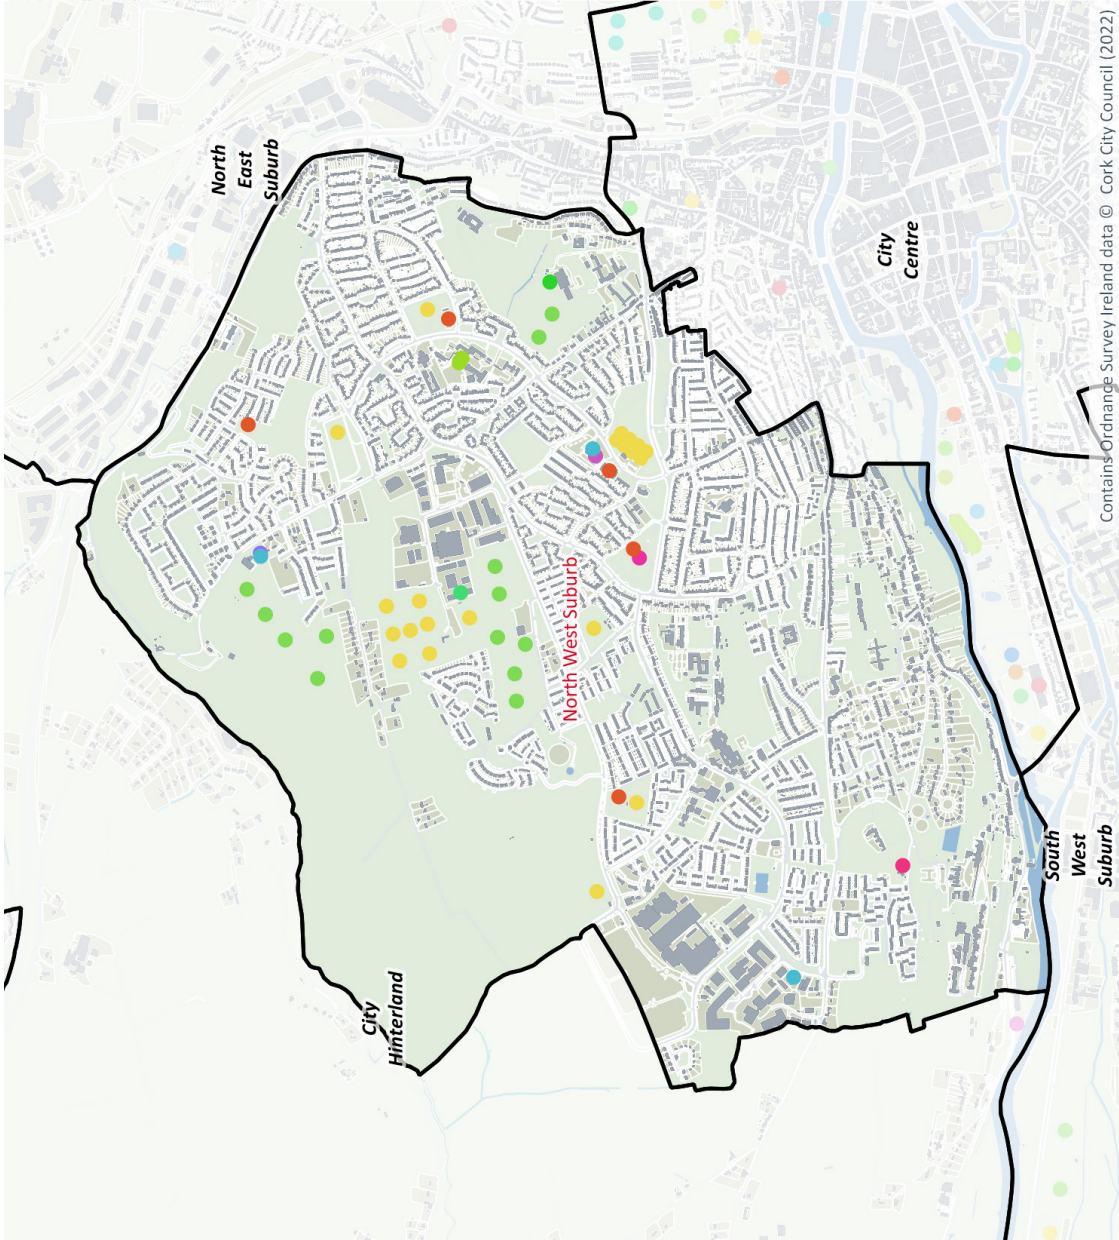 North
East
Suburb
City
Centre
North West Suburb
City
Hinterland
South
West
Suburb
Contains Ordnance Survey Ireland data © Cork City Council (2022)